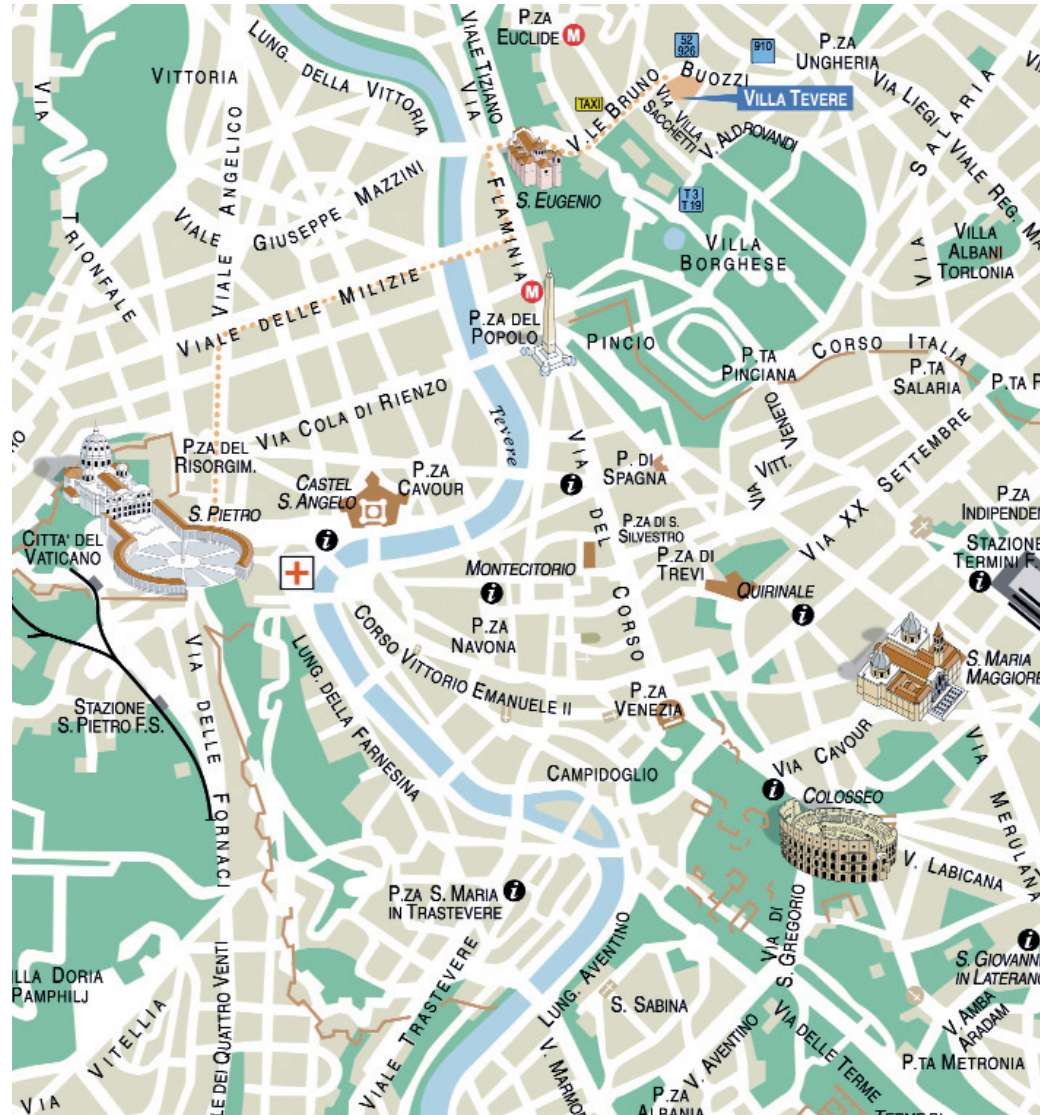 P.ZA
EUCLIDE M
VIALE TIZIANO
VIA
FLAMINIA
LUNG. DELLA VITTORIA
VITTORIA
VIA
TRIONFALE
VIALE ANGELICO
VIALE
GIUSEPPE MAZZINI
52
926
910
P.ZA
UNGHERIA
TAXI
V.LE BRUNO BUOZZI
VILLA TEVERE
VIA VILLA
SACCHETTI
V. ALDROVANDI
VIA LIEGI
VIALE REG. MA
VIA SALARIA
S. EUGENIO
T 3
T 19
VILLA
BORGHESE
VILLA
ALBANI
TORLONIA
VIALE DELLE MILIZIE
M
P.ZA DEL
POPOLO
PINCIO
P.TA
PINCIANA
CORSO ITALIA
P.TA
SALARIA
P.TA P
VIA COLA DI RIENZO
Tevere
P.ZA DEL
RISORGIM.
S. PIETRO
CITTA' DEL
VATICANO
CASTEL
S. ANGELO
P.ZA
CAVOUR
i
VIA DEL CORSO
i
P. DI
SPAGNA
VIA VITT. VENETO
VIA XX SETTEMBRE
P.ZA DI S.
SILVESTRO
P.ZA DI
TREVI
QUIRINALE
i
P.ZA
INDIPENDEN
STAZIONE
TERMINI F.
i
MONTECITORIO
i
P.ZA
NAVONA
CORSO VITTORIO EMANUELE II
P.ZA
VENEZIA
S. MARIA
MAGGIORE
STAZIONE
S. PIETRO F.S.
VIA DELLE FORNACI
LUNG. DELLA FARNESINA
CAMPIDOGLIO
VIA CAVOUR
i
COLOSSEO
VIA MERULANA
V. LABICANA
P.ZA S. MARIA
IN TRASTEVERE
i
VIA DI
S. GREGORIO
i
S. GIOVANNI
IN LATERANO
ILLA DORIA
PAMPHILJ
VIA VITELLIA
LE DEI QUATTRO VENTI
VIALE TRASTEVERE
LUNG. AVENTINO
S. SABINA
V. MARMO
V. AVENTINO
P.ZA
ALBANIA
VIA DELLE TERME
V. AMBA
ARADAM
P.TA METRONIA
TERME DI